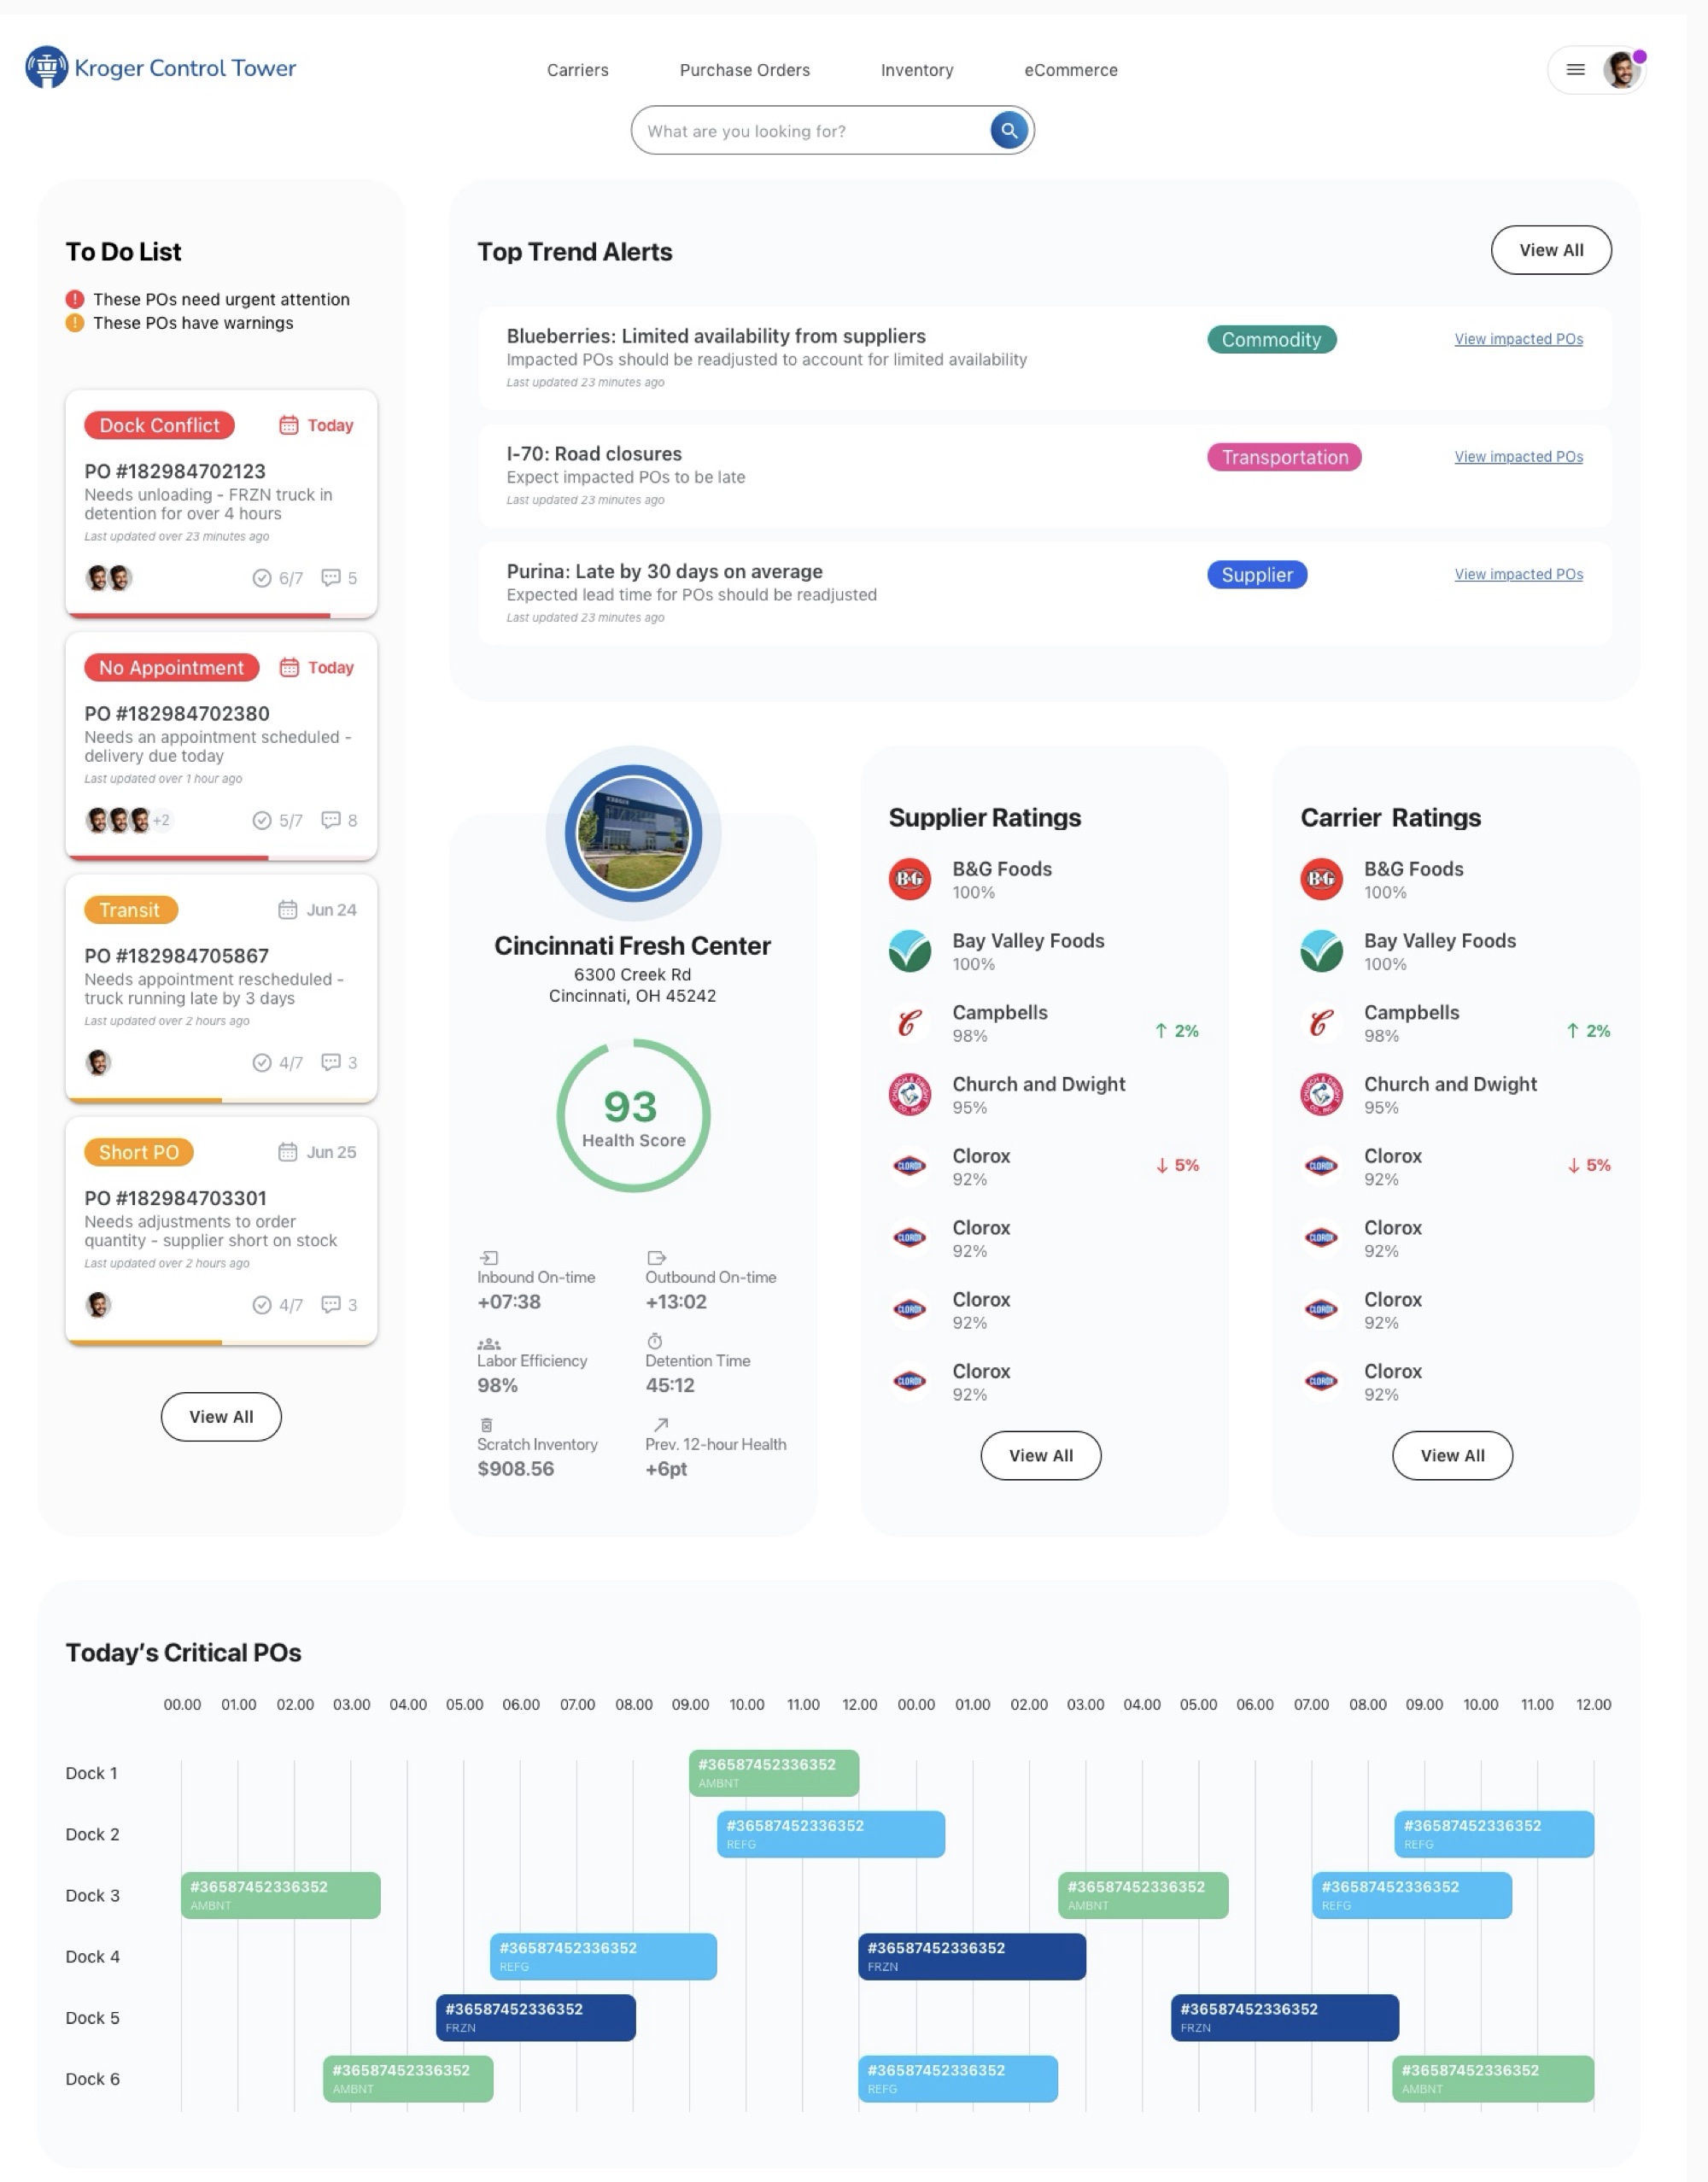 Kroger Control Tower
Carriers
Purchase Orders
Inventory
eCommerce
What are you looking for?
To Do List
! These POs need urgent attention
! These POs have warnings
Dock Conflict
Today
PO #182984702123
Needs unloading - FRZN truck in
detention for over 4 hours
Last updated over 23 minutes ago
6/7
5
No Appointment
Today
PO #182984702380
Needs an appointment scheduled -
delivery due today
Last updated over 1 hour ago
+2
5/7
8
Transit
Jun 24
PO #182984705867
Needs appointment rescheduled -
truck running late by 3 days
Last updated over 2 hours ago
4/7
3
Short PO
Jun 25
PO #182984703301
Needs adjustments to order
quantity - supplier short on stock
Last updated over 2 hours ago
4/7
3
View All
Top Trend Alerts
View All
Blueberries: Limited availability from suppliers
Impacted POs should be readjusted to account for limited availability
Last updated 23 minutes ago
Commodity
View impacted POs
I-70: Road closures
Expect impacted POs to be late
Last updated 23 minutes ago
Transportation
View impacted POs
Purina: Late by 30 days on average
Expected lead time for POs should be readjusted
Last updated 23 minutes ago
Supplier
View impacted POs
Cincinnati Fresh Center
6300 Creek Rd
Cincinnati, OH 45242
93
Health Score
Inbound On-time
+07:38
Outbound On-time
+13:02
Labor Efficiency
98%
Detention Time
45:12
Scratch Inventory
$908.56
Prev. 12-hour Health
+6pt
Supplier Ratings
B&G
B&G Foods
100%
Bay Valley Foods
100%
Campbells
98%
↑ 2%
CHURCH & DWIGHT CO., INC.
Church and Dwight
95%
CLOROX
Clorox
92%
↓ 5%
CLOROX
Clorox
92%
CLOROX
Clorox
92%
CLOROX
Clorox
92%
View All
Carrier Ratings
B&G
B&G Foods
100%
Bay Valley Foods
100%
Campbells
98%
↑ 2%
CHURCH & DWIGHT CO., INC.
Church and Dwight
95%
CLOROX
Clorox
92%
↓ 5%
CLOROX
Clorox
92%
CLOROX
Clorox
92%
CLOROX
Clorox
92%
View All
Today's Critical POs
00.00 01.00 02.00 03.00 04.00 05.00 06.00 07.00 08.00 09.00 10.00 11.00 12.00 00.00 01.00 02.00 03.00 04.00 05.00 06.00 07.00 08.00 09.00 10.00 11.00 12.00
Dock 1
#36587452336352
AMBNT
Dock 2
#36587452336352
REFG
#36587452336352
REFG
Dock 3
#36587452336352
AMBNT
#36587452336352
AMBNT
#36587452336352
REFG
Dock 4
#36587452336352
REFG
#36587452336352
FRZN
Dock 5
#36587452336352
FRZN
#36587452336352
FRZN
Dock 6
#36587452336352
AMBNT
#36587452336352
REFG
#36587452336352
AMBNT